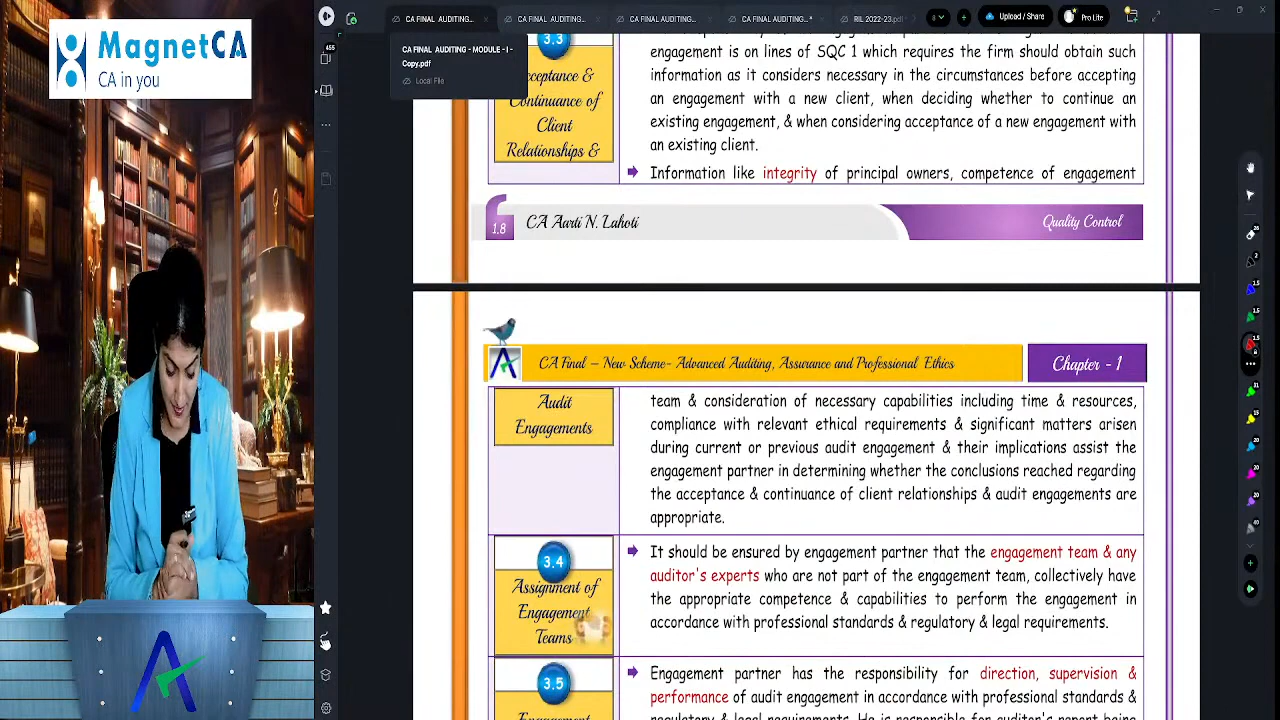 MagnetCA
CA in you
CA FINAL AUDITING...
CA FINAL AUDITING...
CA FINAL AUDITING...
CA FINAL AUDITING...*
RIL 2022-23.pdf
Upload / Share
Pro Lite
CA FINAL AUDITING - MODULE - I -
Copy.pdf
Local File
455
3.3
Acceptance &
Continuance of
Client
Relationships &
engagement is on lines of SQC 1 which requires the firm should obtain such
information as it considers necessary in the circumstances before accepting
an engagement with a new client, when deciding whether to continue an
existing engagement, & when considering acceptance of a new engagement with
an existing client.
Information like integrity of principal owners, competence of engagement
1.8
CA Aarti N. Lahoti
Quality Control
CA Final – New Scheme- Advanced Auditing, Assurance and Professional Ethics
Chapter - 1
Audit
Engagements
team & consideration of necessary capabilities including time & resources,
compliance with relevant ethical requirements & significant matters arisen
during current or previous audit engagement & their implications assist the
engagement partner in determining whether the conclusions reached regarding
the acceptance & continuance of client relationships & audit engagements are
appropriate.
3.4
Assignment of
Engagement
Teams
It should be ensured by engagement partner that the engagement team & any
auditor's experts who are not part of the engagement team, collectively have
the appropriate competence & capabilities to perform the engagement in
accordance with professional standards & regulatory & legal requirements.
3.5
Engagement partner has the responsibility for direction, supervision &
performance of audit engagement in accordance with professional standards &